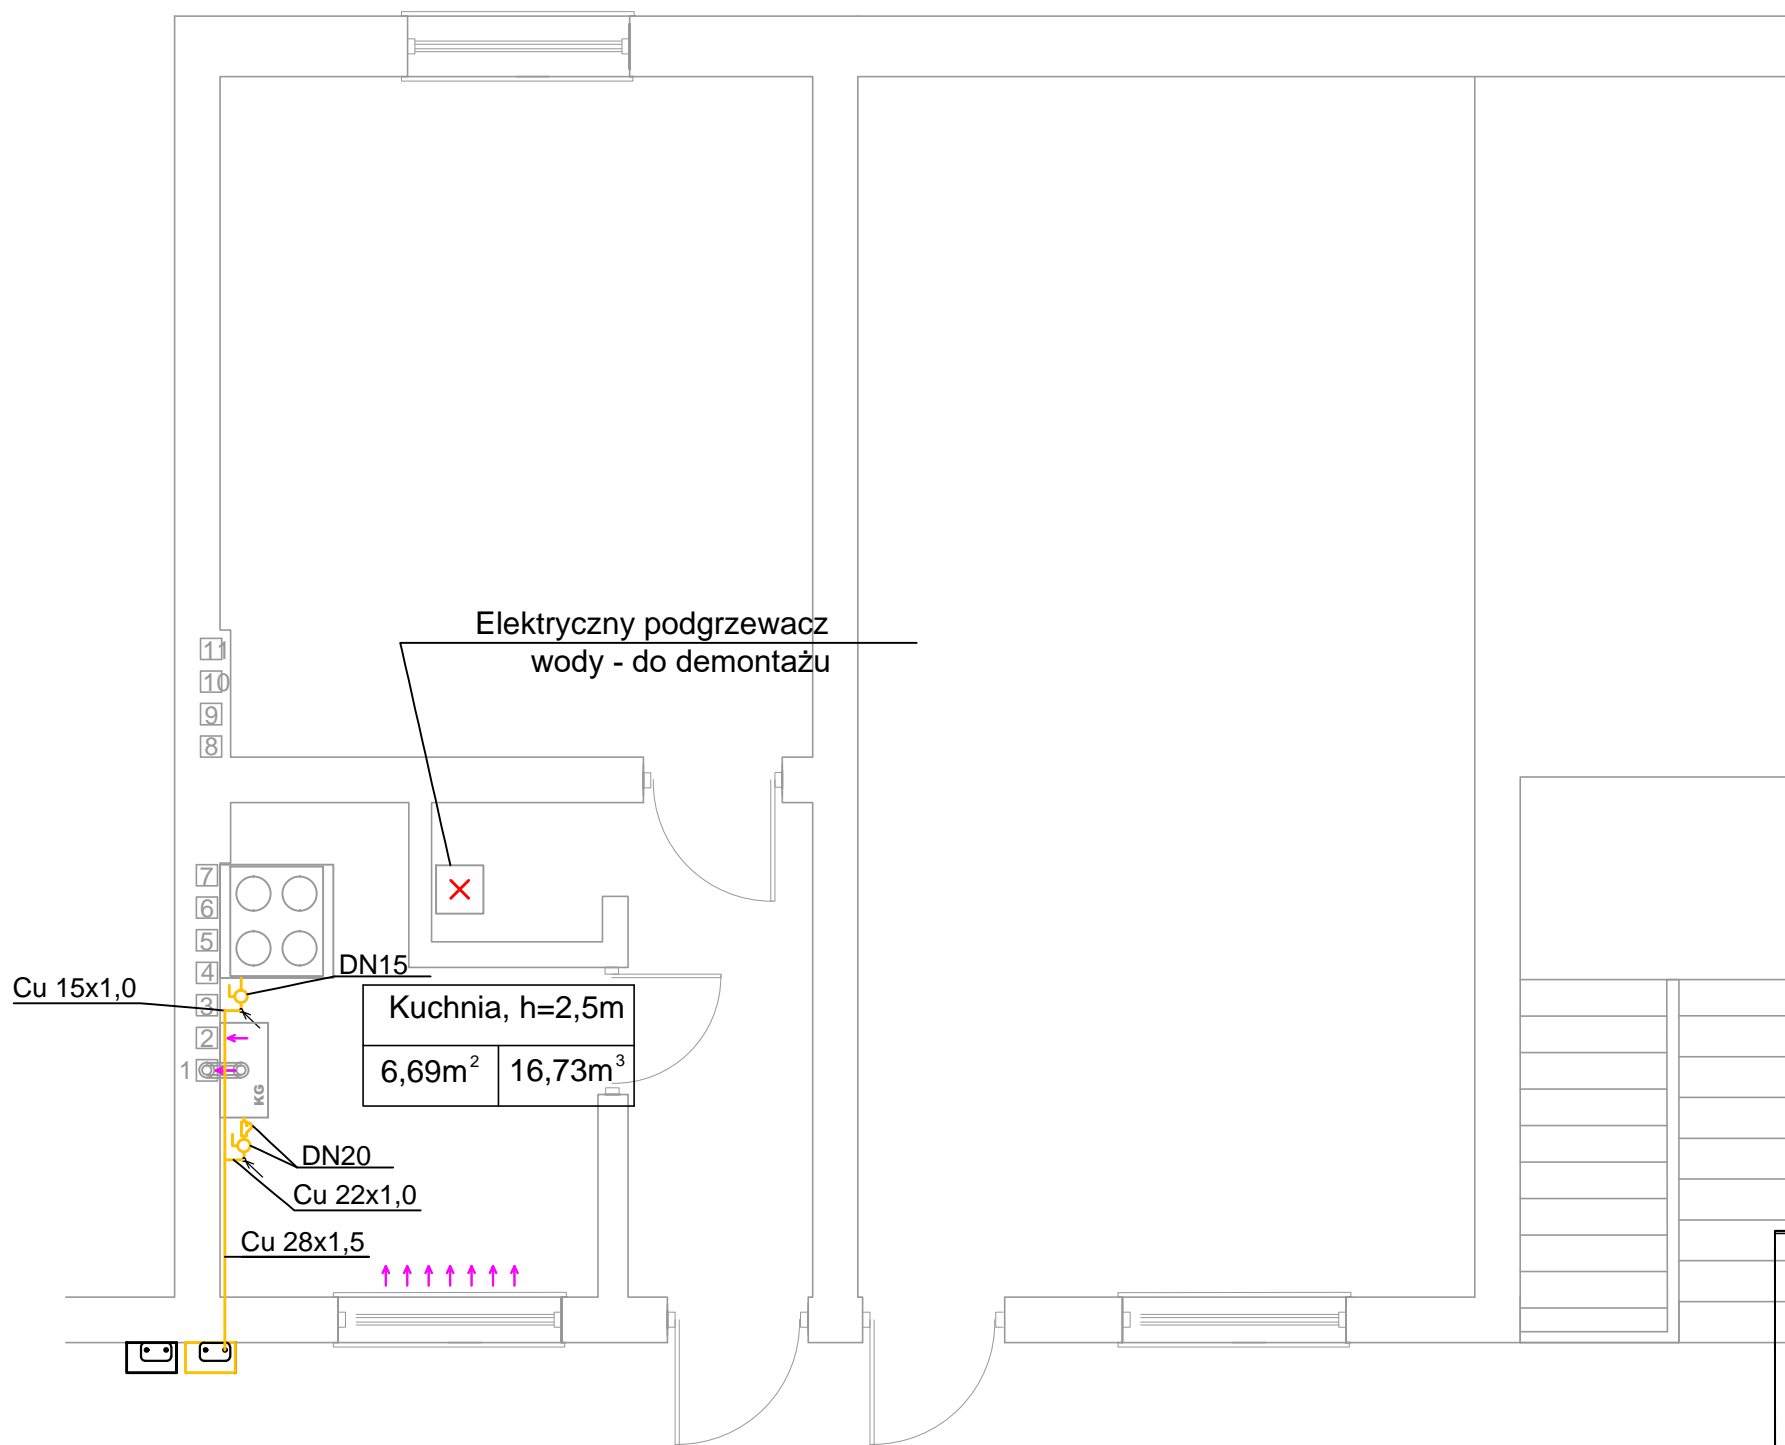 Elektryczny podgrzewacz
wody - do demontażu
11
10
9
8
7
6
5
4
3
2
1
Cu 15x1,0
DN15
Kuchnia, h=2,5m
6,69m² 16,73m³
KG
DN20
Cu 22x1,0
Cu 28x1,5